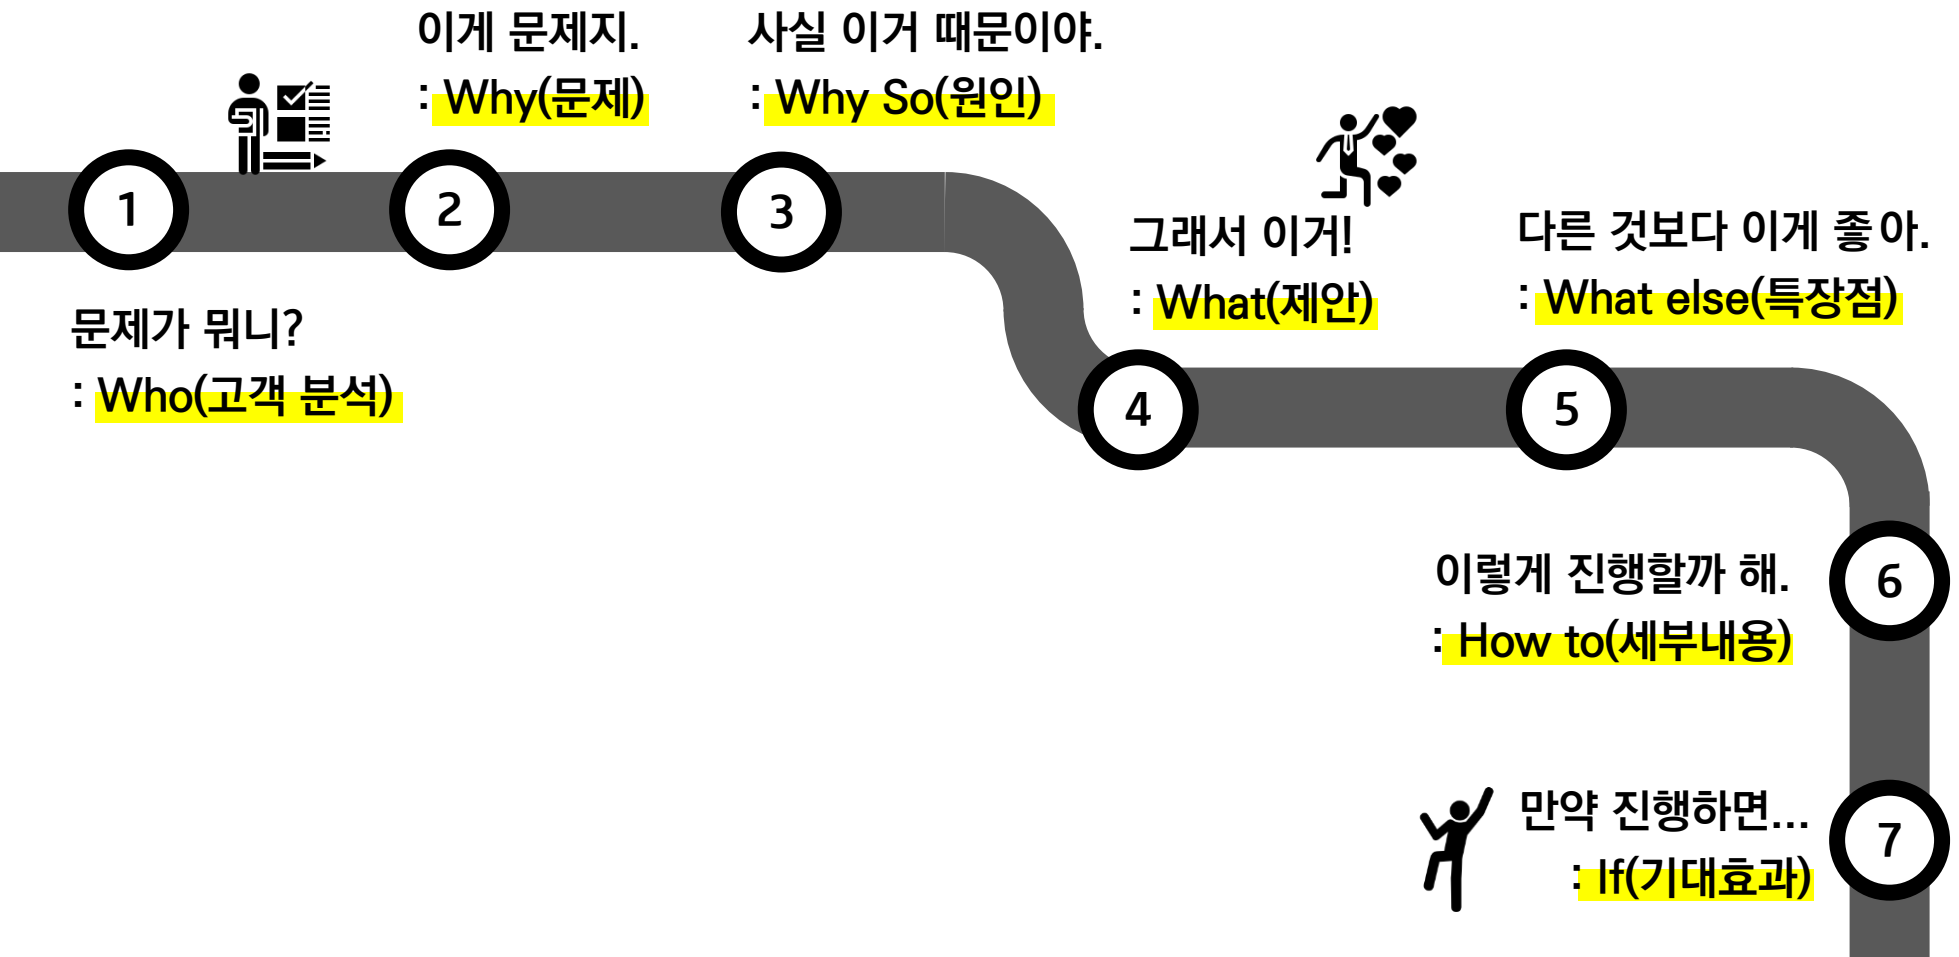 1
문제가 뭐니?
: Who(고객 분석)
2
이게 문제지.
: Why(문제)
3
사실 이거 때문이야.
: Why So(원인)
4
그래서 이거!
: What(제안)
5
다른 것보다 이게 좋아.
: What else(특장점)
6
이렇게 진행할까 해.
: How to(세부내용)
7
만약 진행하면...
: If(기대효과)